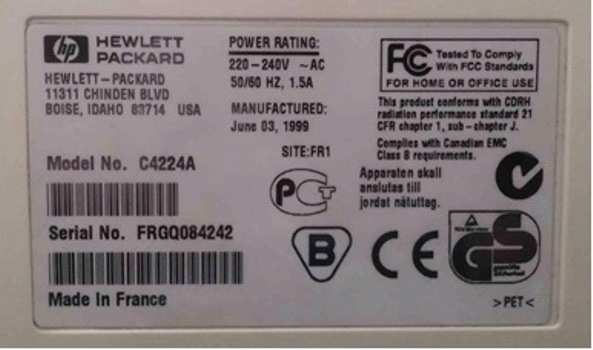 hp HEWLETT
PACKARD
HEWLETT-PACKARD
11311 CHINDEN BLVD
BOISE, IDAHO 83714 USA
Model No. C4224A
Serial No. FRGQ084242
Made In France
POWER RATING:
220-240V ~AC
50/60 HZ, 1.5A
MANUFACTURED:
June 03, 1999
SITE:FR1
FC Tested To Comply
With FCC Standards
FOR HOME OR OFFICE USE
This product conforms with CDRH
radiation performance standard 21
CFR chapter 1, sub-chapter J.
Complies with Canadian EMC
Class B requirements.
Apparaten skall
anslutas till
jordat nätuttag.
PCT
B
CE
GS
geprüfte
Sicherheit
>PET<